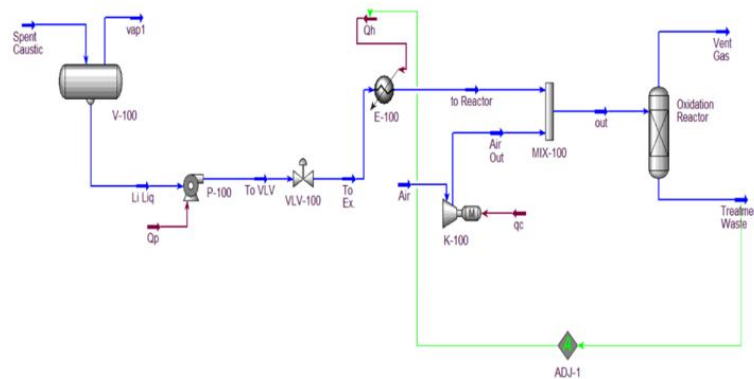 Spent
Caustic
vap1
V-100
Li Liq
Qp
P-100
To VLV
VLV-100
To
Ex.
Qh
E-100
to Reactor
Air
Air
Out
K-100
M
qc
MIX-100
out
Vent
Gas
Oxidation
Reactor
Treatmen
Waste
A
ADJ-1